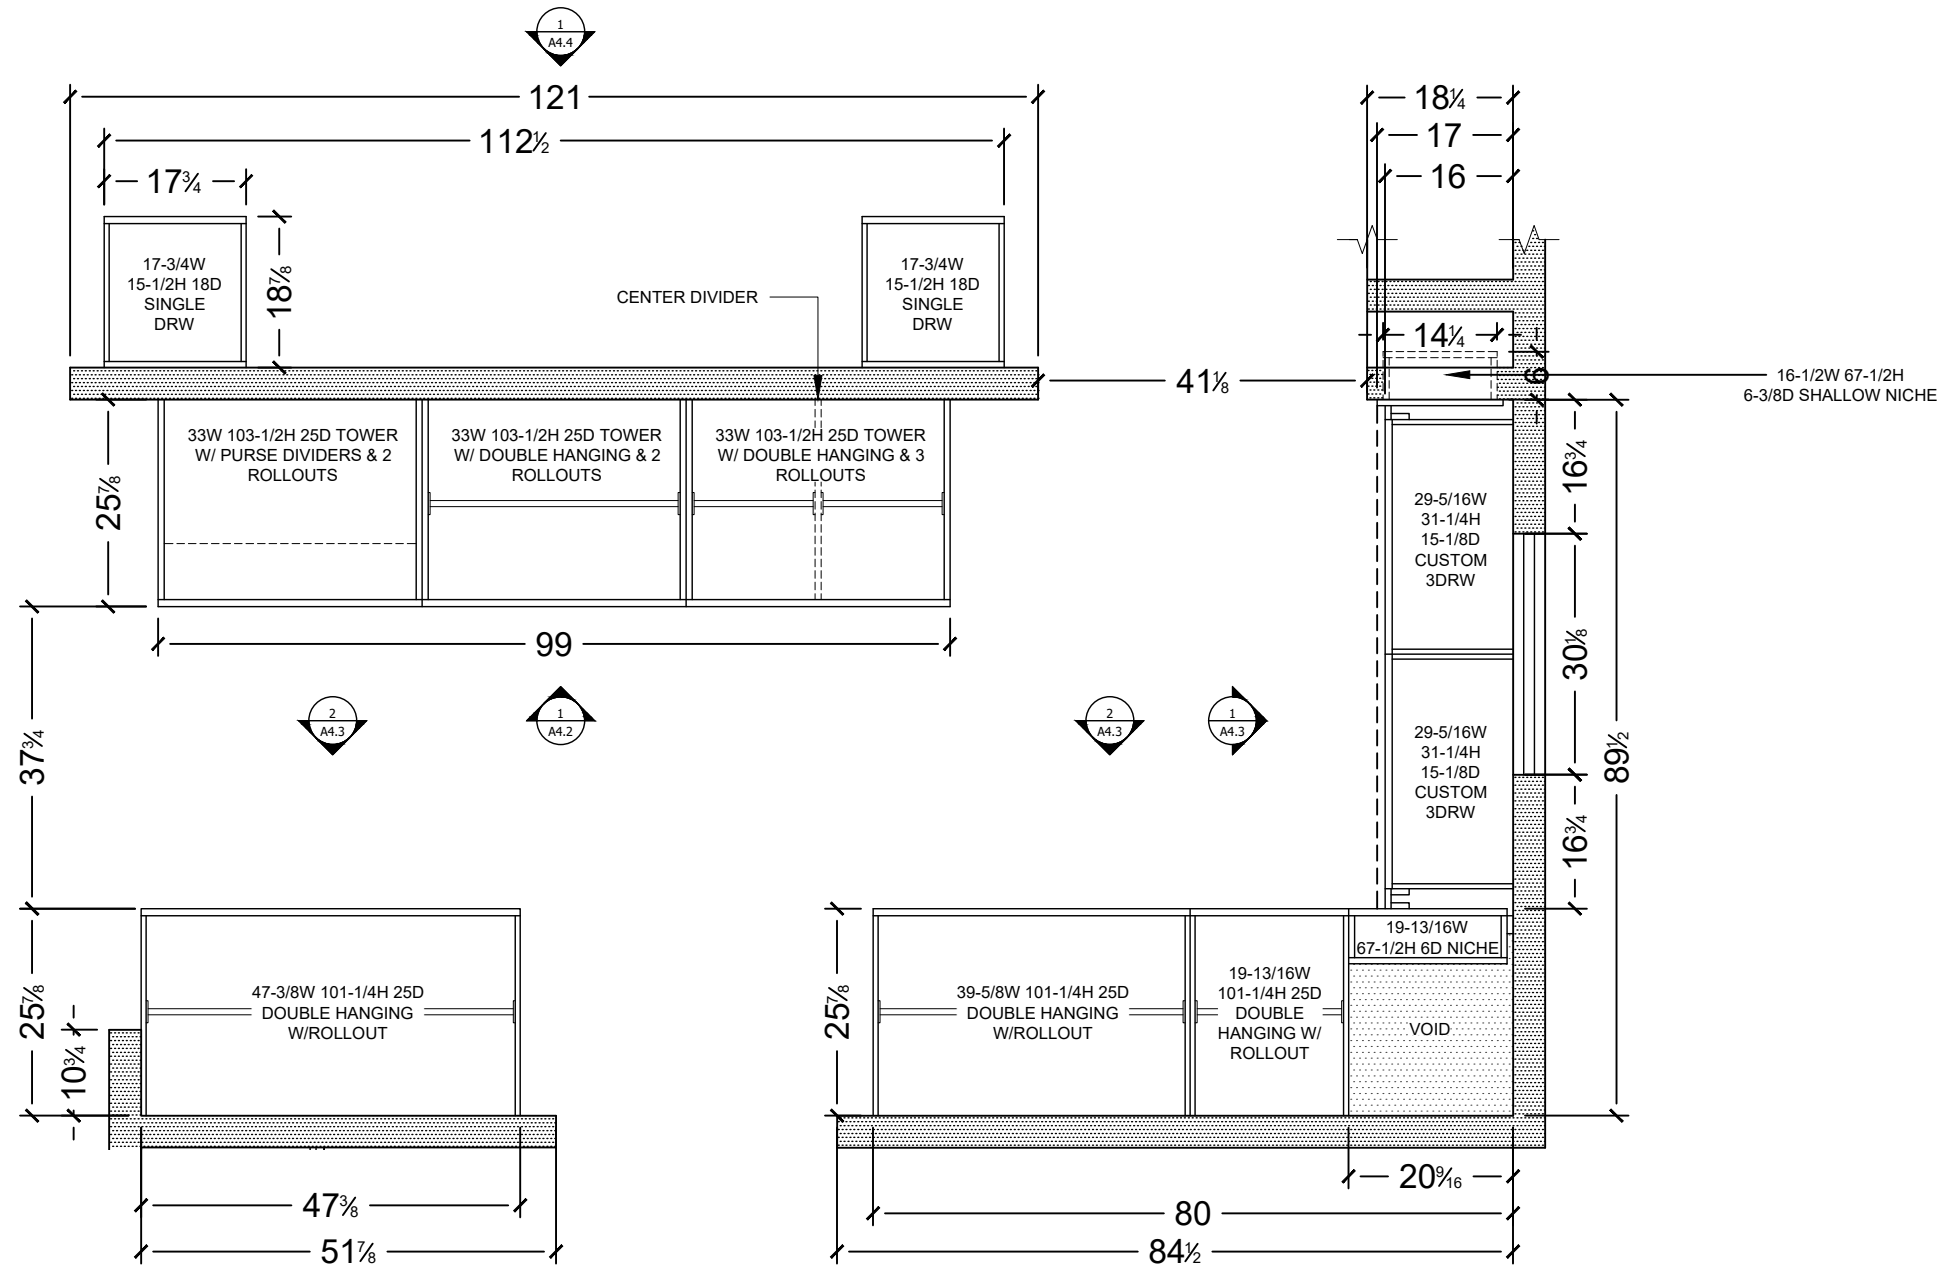 1
A4.4
121
18¼
112½
17
17¾
16
17-3/4W
15-1/2H 18D
SINGLE
DRW
18⅞
CENTER DIVIDER
17-3/4W
15-1/2H 18D
SINGLE
DRW
14¼
41⅛
6
16-1/2W 67-1/2H
6-3/8D SHALLOW NICHE
33W 103-1/2H 25D TOWER
W/ PURSE DIVIDERS & 2
ROLLOUTS
33W 103-1/2H 25D TOWER
W/ DOUBLE HANGING & 2
ROLLOUTS
33W 103-1/2H 25D TOWER
W/ DOUBLE HANGING & 3
ROLLOUTS
25⅞
16¾
29-5/16W
31-1/4H
15-1/8D
CUSTOM
3DRW
99
30⅛
37¾
2
A4.3
1
A4.2
2
A4.3
1
A4.3
29-5/16W
31-1/4H
15-1/8D
CUSTOM
3DRW
89½
16¾
19-13/16W
67-1/2H 6D NICHE
25⅞
10¾
47-3/8W 101-1/4H 25D
DOUBLE HANGING
W/ROLLOUT
25⅞
39-5/8W 101-1/4H 25D
DOUBLE HANGING
W/ROLLOUT
19-13/16W
101-1/4H 25D
DOUBLE
HANGING W/
ROLLOUT
VOID
47⅜
51⅞
20⁹⁄₁₆
80
84½